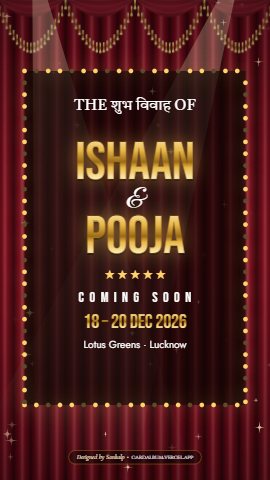 THE शुभ विवाह OF
ISHAAN
&
POOJA
COMING SOON
18–20 DEC 2026
Lotus Greens · Lucknow
Designed by Sankalp • CARDALBUM.VERCEL.APP